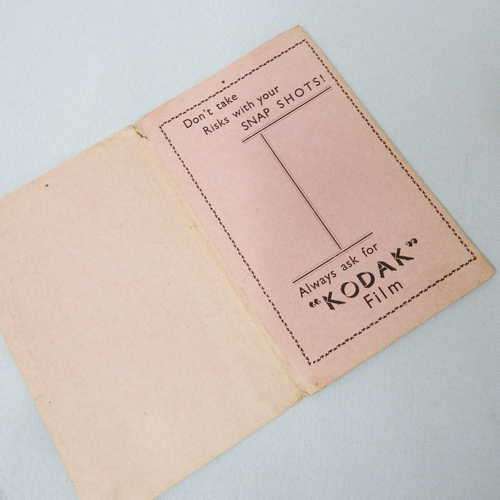 Don't take
Risks with your
SNAP SHOTS!
Always ask for
"KODAK"
Film